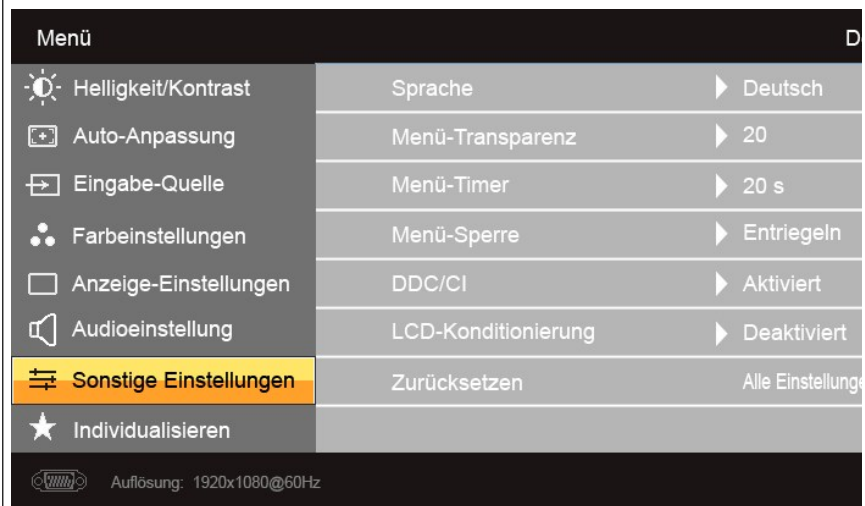 Menü
Helligkeit/Kontrast
Auto-Anpassung
Eingabe-Quelle
Farbeinstellungen
Anzeige-Einstellungen
Audioeinstellung
Sonstige Einstellungen
Individualisieren
Sprache Deutsch
Menü-Transparenz 20
Menü-Timer 20 s
Menü-Sperre Entriegeln
DDC/CI Aktiviert
LCD-Konditionierung Deaktiviert
Zurücksetzen Alle
Auflösung: 1920x1080@60Hz